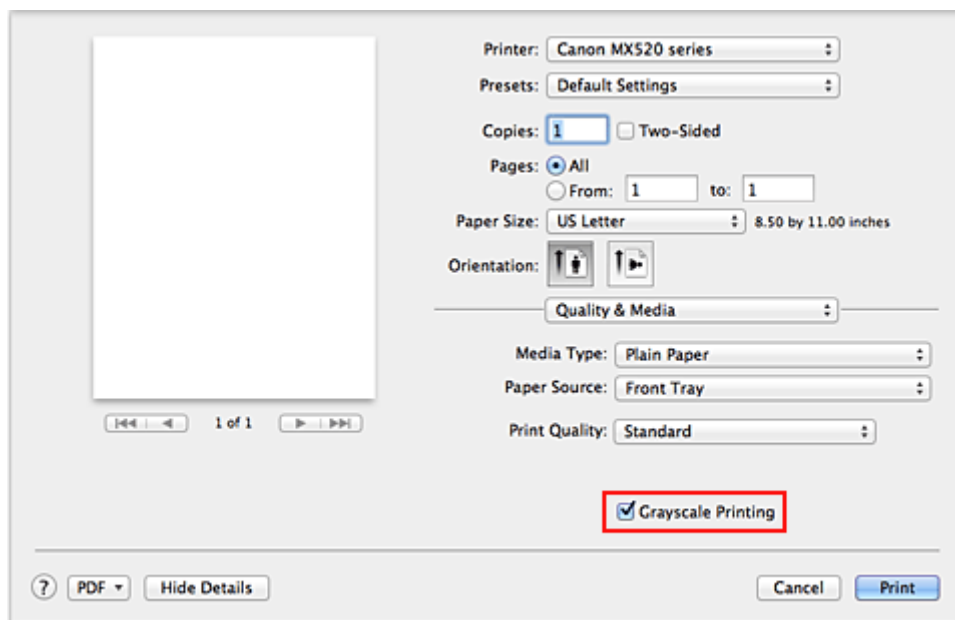 Printer: Canon MX520 series
Presets: Default Settings
Copies: 1 Two-Sided
Pages: All
From: 1 to: 1
Paper Size: US Letter 8.50 by 11.00 inches
Orientation:
Quality & Media
Media Type: Plain Paper
Paper Source: Front Tray
1 of 1
Print Quality: Standard
Grayscale Printing
? PDF Hide Details Cancel Print